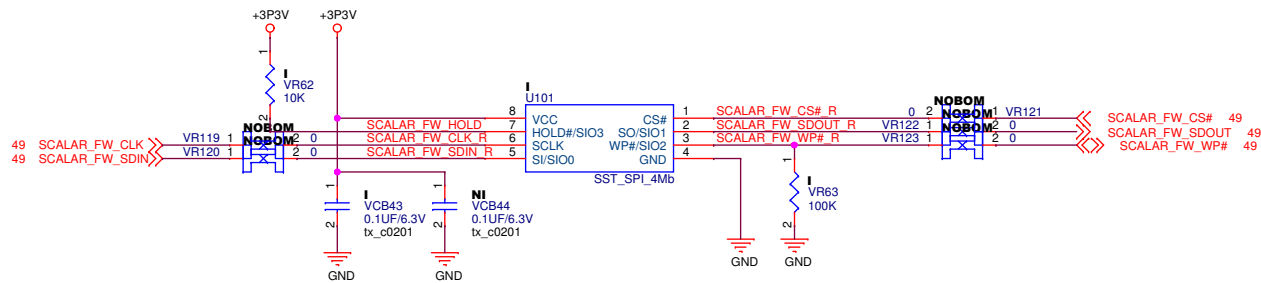 +3P3V +3P3V
I
VR62
10K
1
2
I
U101
8 VCC CS# 1
7 HOLD#/SIO3 SO/SIO1 2
6 SCLK WP#/SIO2 3
5 SI/SIO0 GND 4
SST_SPI_4Mb
SCALAR_FW_HOLD
SCALAR_FW_CLK_R
SCALAR_FW_SDIN_R
NOBOM
NOBOM
49 SCALAR_FW_CLK VR119 1 2 0
49 SCALAR_FW_SDIN VR120 1 2 0
SCALAR_FW_CS#_R 0 2 1 VR121 SCALAR_FW_CS# 49
SCALAR_FW_SDOUT_R VR122 1 2 0 SCALAR_FW_SDOUT 49
SCALAR_FW_WP#_R VR123 1 2 0 SCALAR_FW_WP# 49
NOBOM
NOBOM
1
I
VCB43
0.1UF/6.3V
tx_c0201
2
GND
1
NI
VCB44
0.1UF/6.3V
tx_c0201
2
GND
GND
1
I
VR63
100K
2
GND